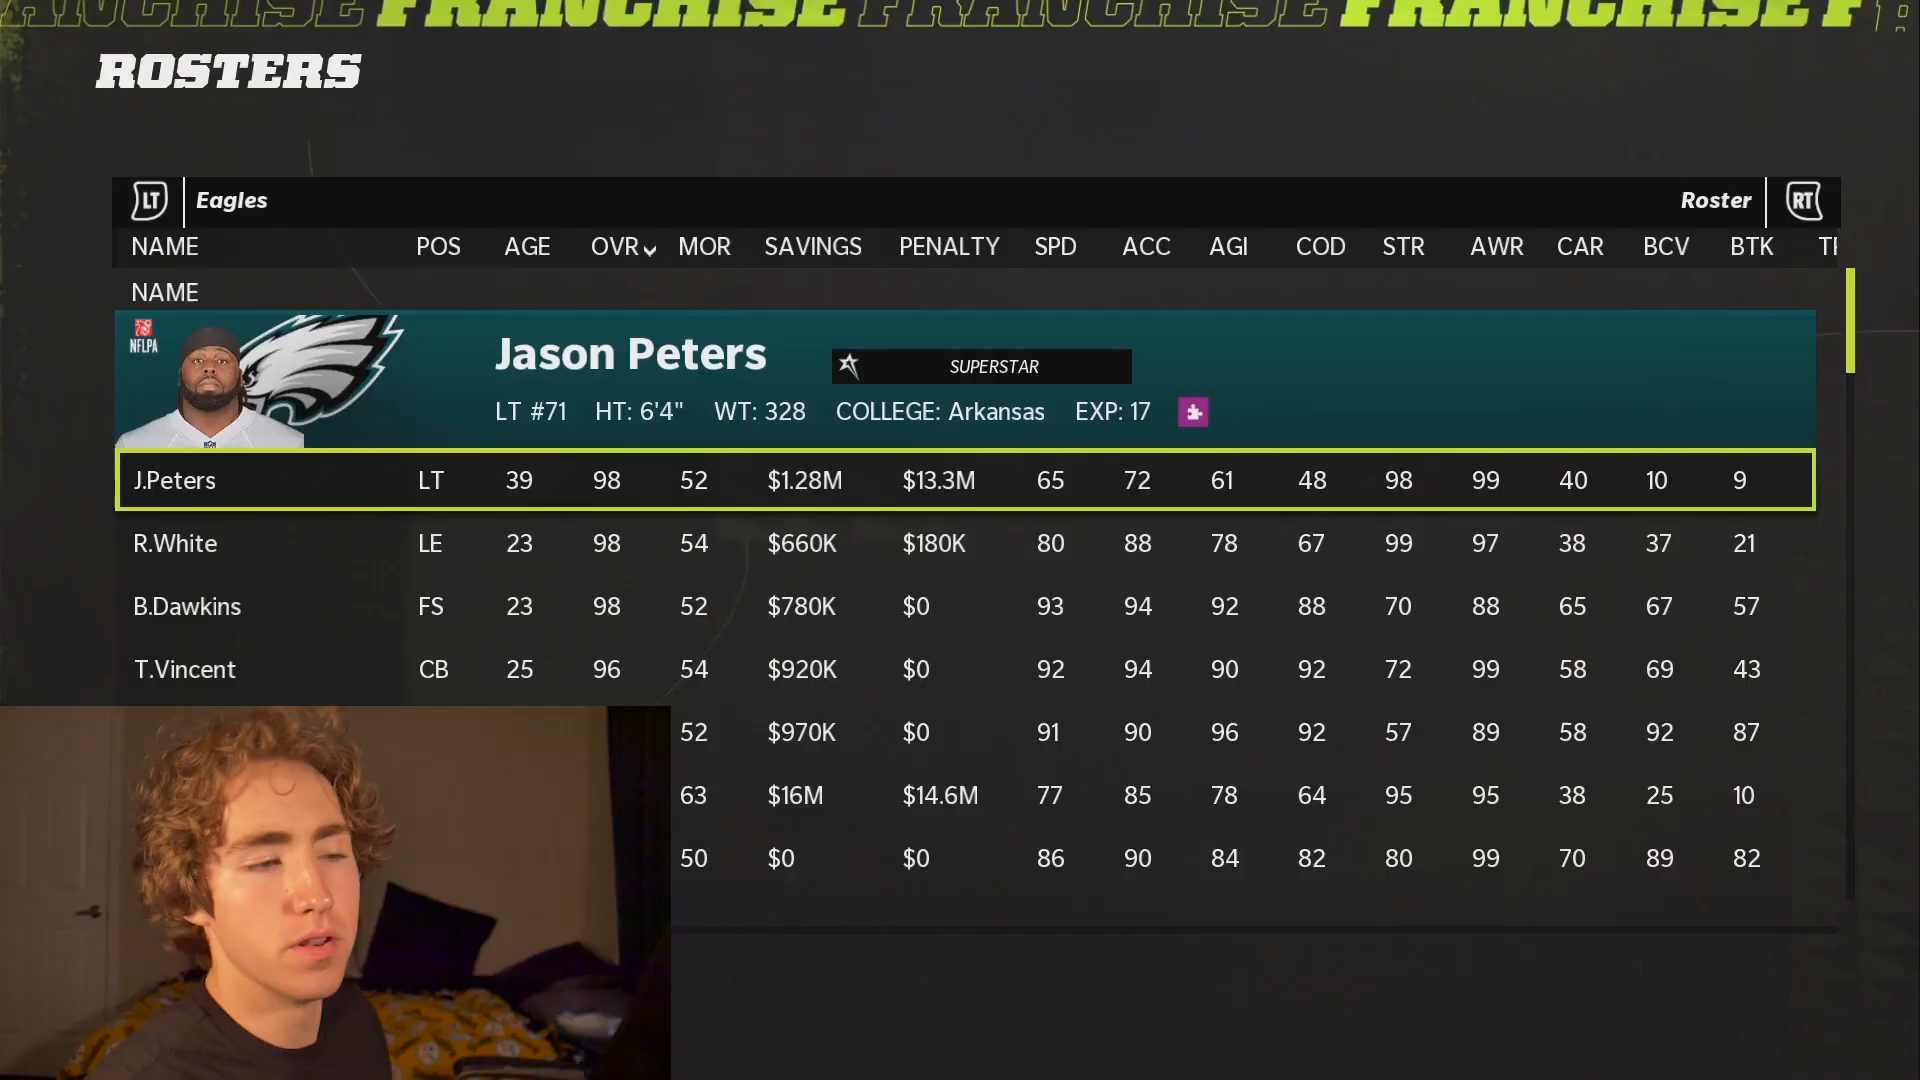 FRANCHISE FRANCHISE FRANCHISE FRANCHISE F
ROSTERS
LT Eagles Roster RT
NAME POS AGE OVR MOR SAVINGS PENALTY SPD ACC AGI COD STR AWR CAR BCV BTK
NAME
NFLPA
Jason Peters SUPERSTAR
LT #71 HT: 6'4" WT: 328 COLLEGE: Arkansas EXP: 17
J.Peters LT 39 98 52 $1.28M $13.3M 65 72 61 48 98 99 40 10 9
R.White LE 23 98 54 $660K $180K 80 88 78 67 99 97 38 37 21
B.Dawkins FS 23 98 52 $780K $0 93 94 92 88 70 88 65 67 57
T.Vincent CB 25 96 54 $920K $0 92 94 90 92 72 99 58 69 43
52 $970K $0 91 90 96 92 57 89 58 92 87
63 $16M $14.6M 77 85 78 64 95 95 38 25 10
50 $0 $0 86 90 84 82 80 99 70 89 82